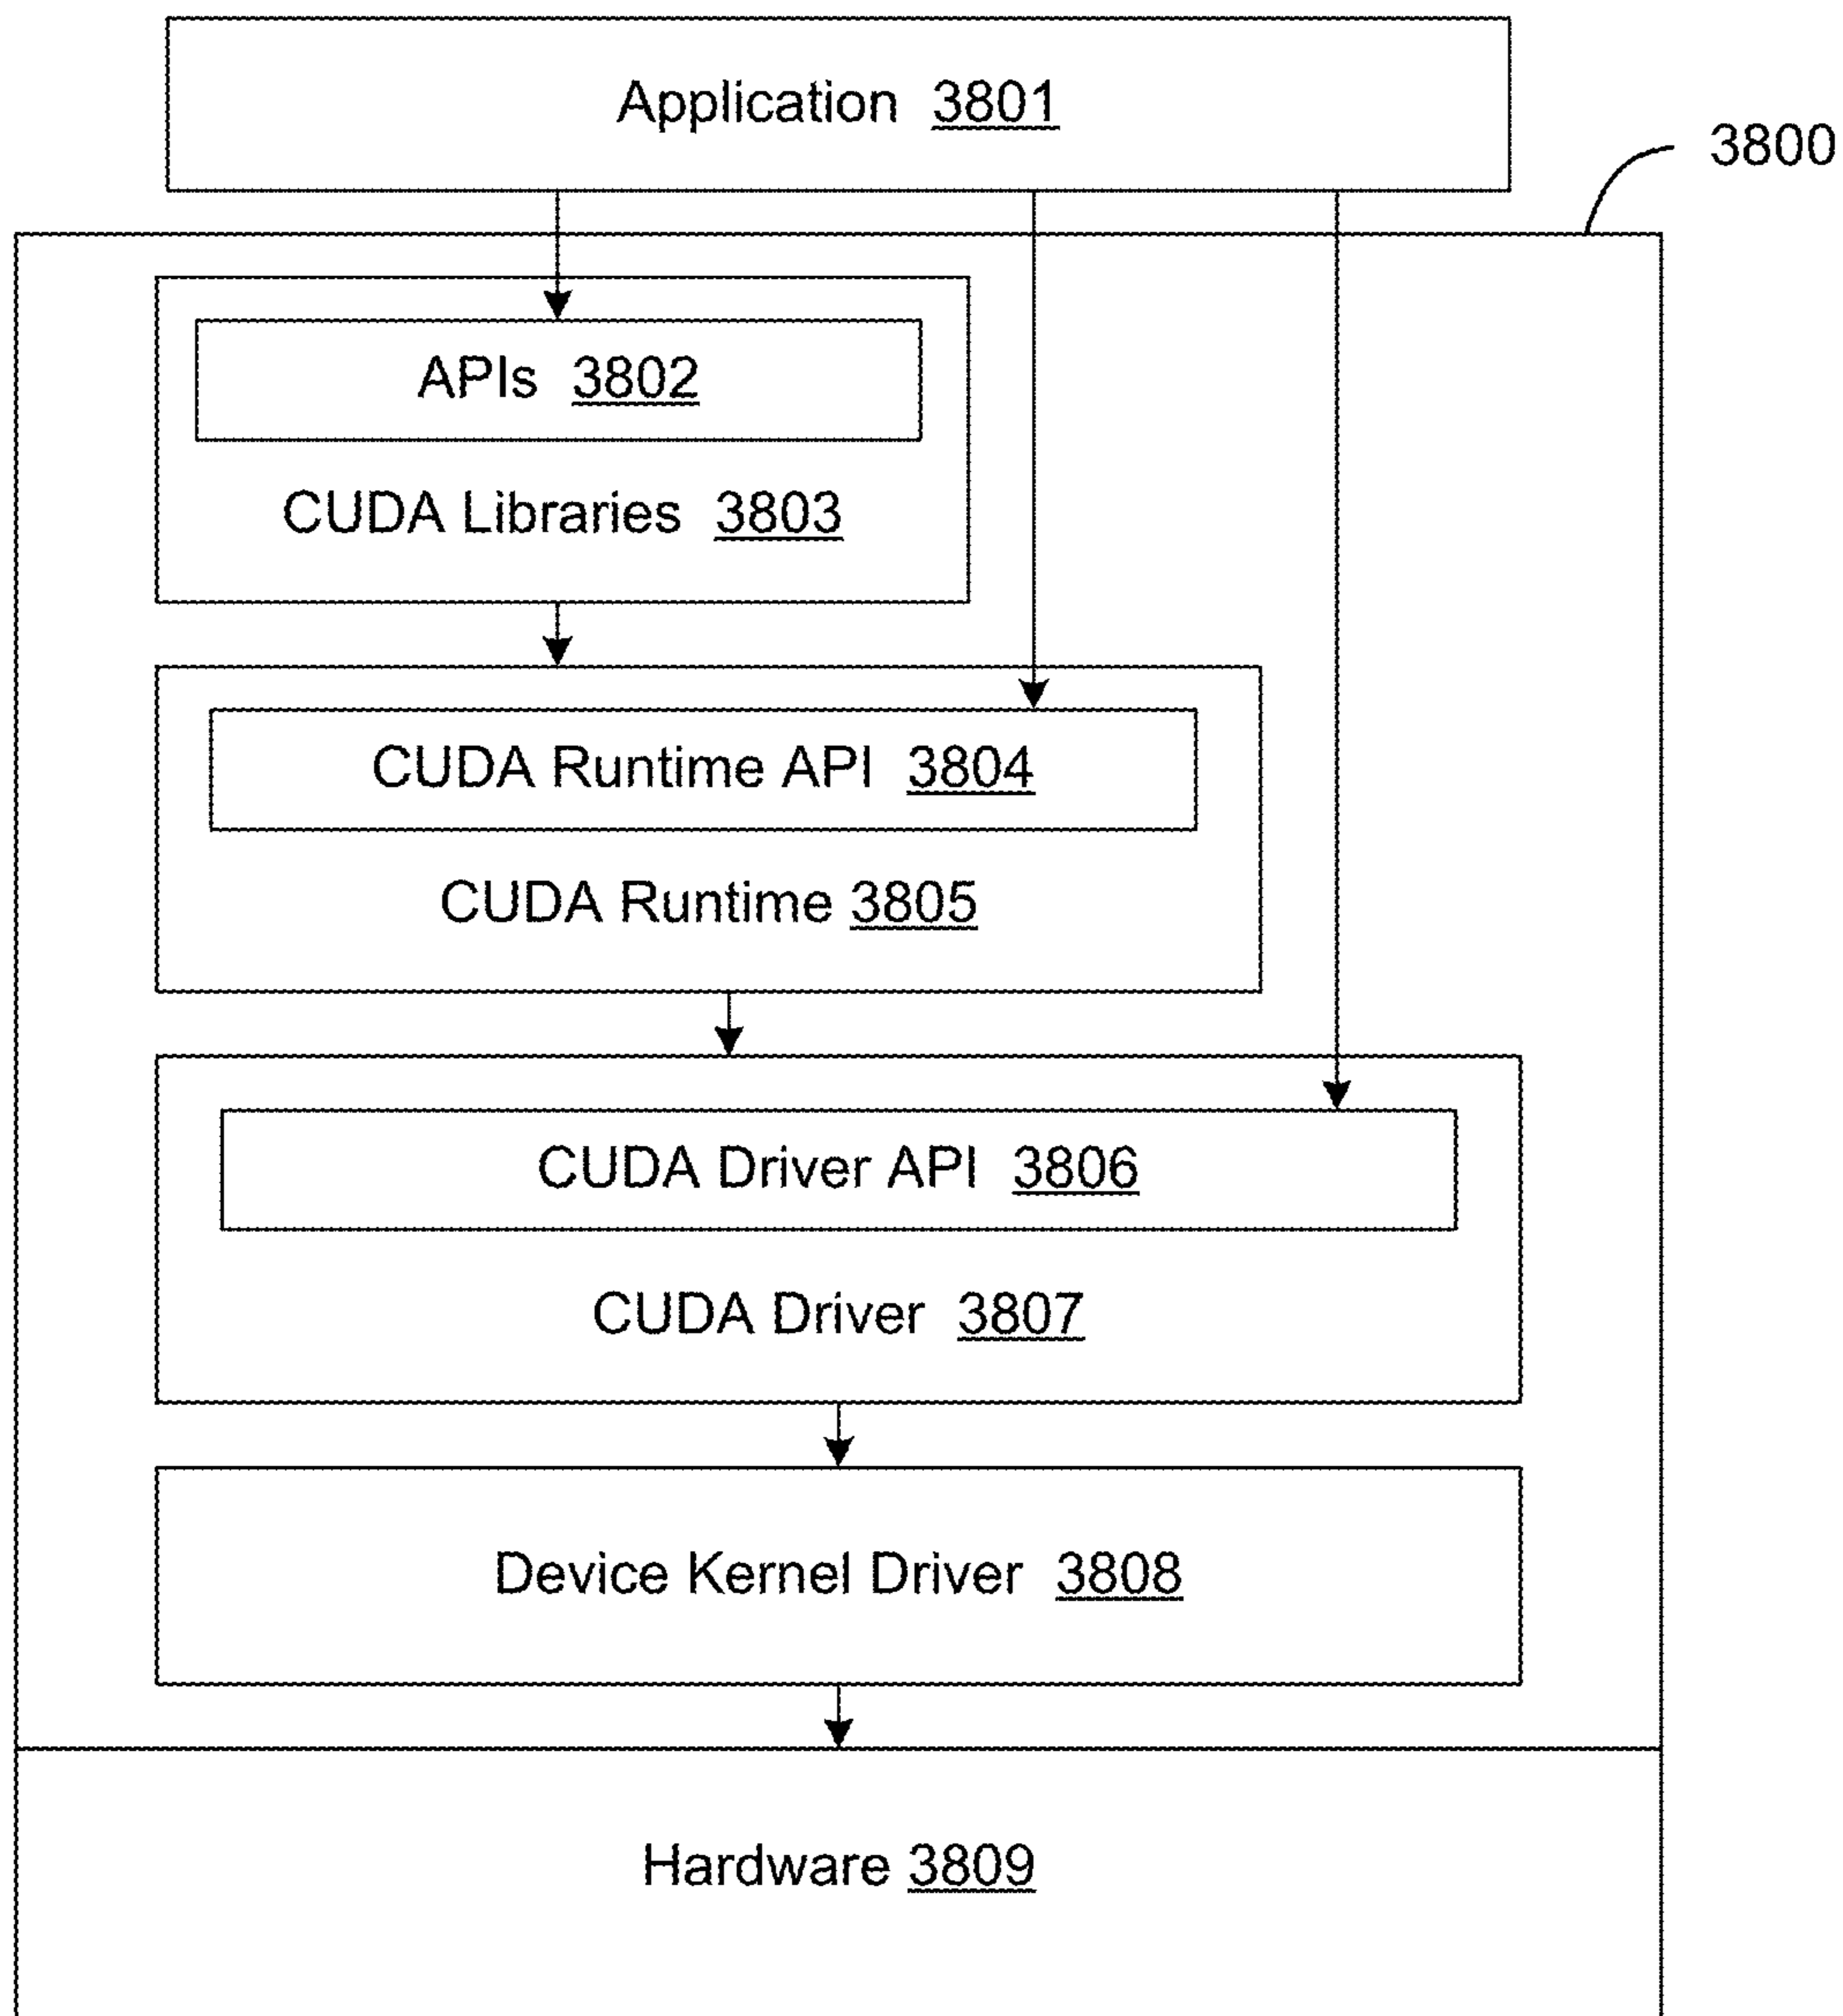 Application 3801
3800
APIs 3802
CUDA Libraries 3803
CUDA Runtime API 3804
CUDA Runtime 3805
CUDA Driver API 3806
CUDA Driver 3807
Device Kernel Driver 3808
Hardware 3809